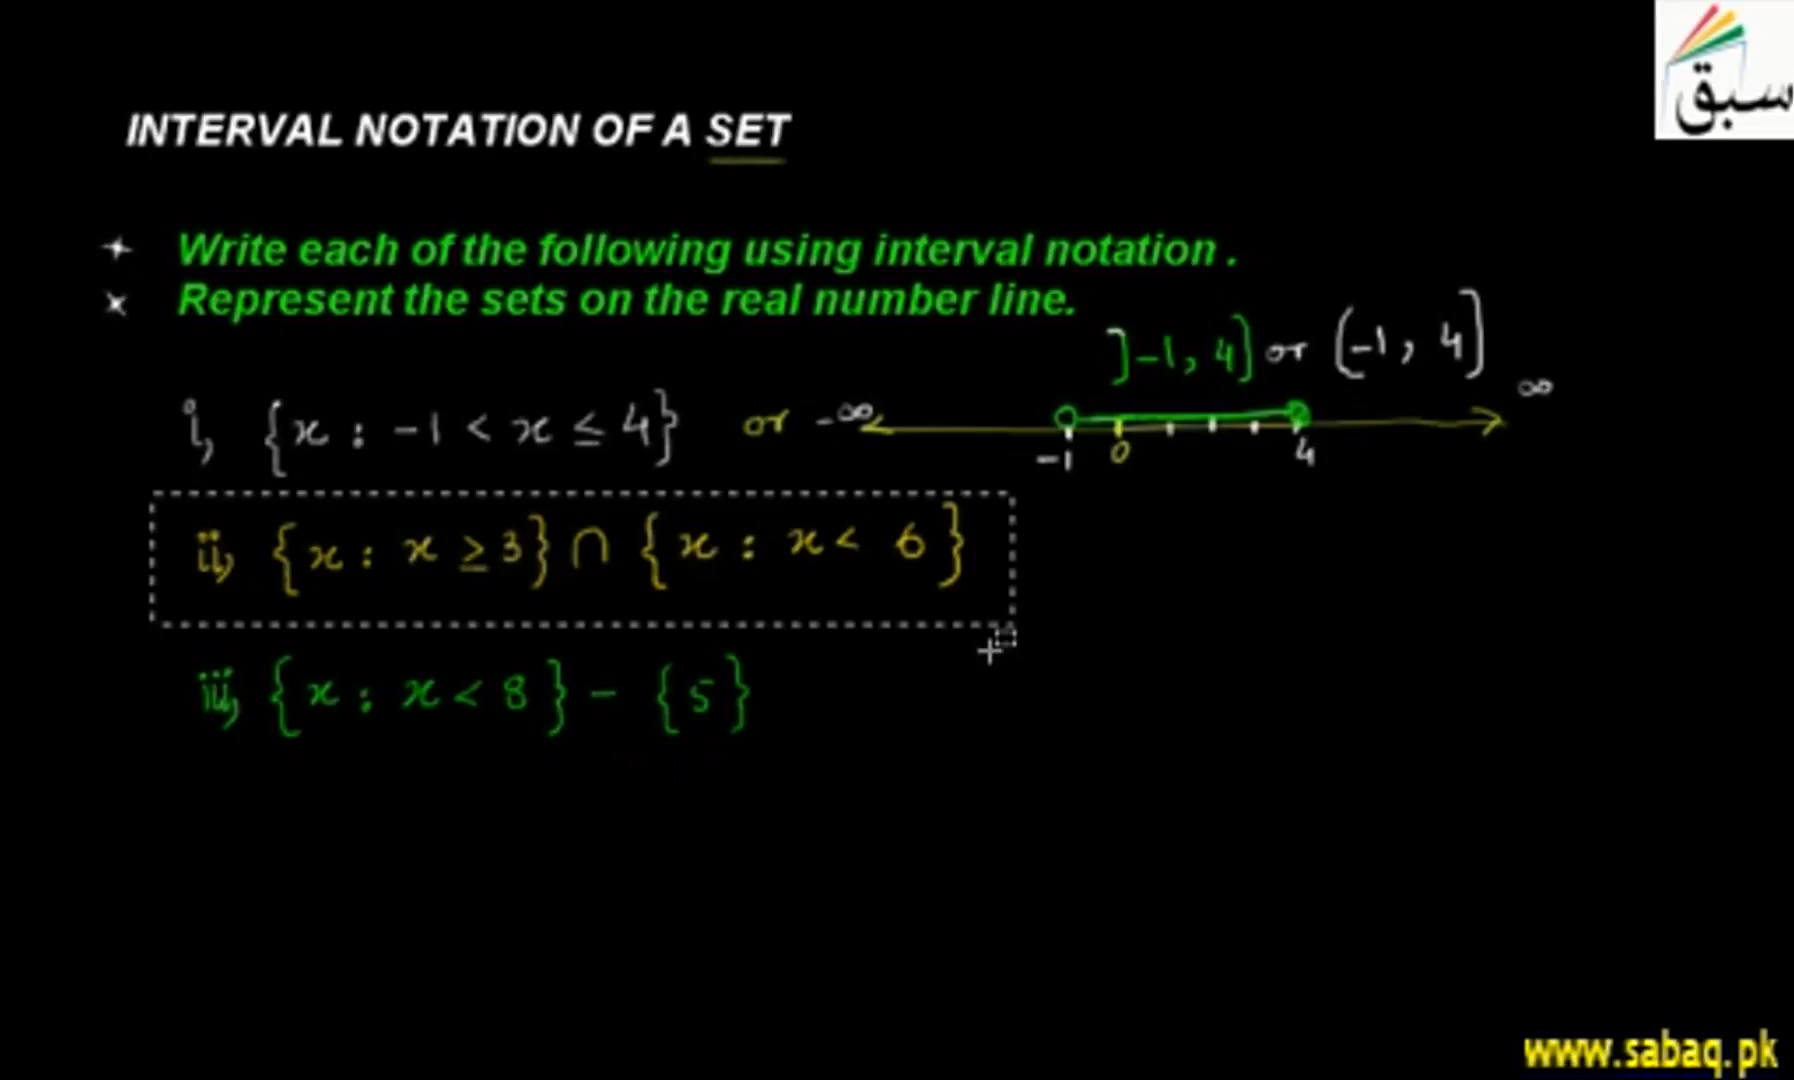 سبق
INTERVAL NOTATION OF A SET
Write each of the following using interval notation .
Represent the sets on the real number line.
]-1, 4] or (-1, 4]
i, {x : -1 < x ≤ 4} or -∞ ∞
-1 0 4
ii, {x : x ≥ 3} ∩ {x : x < 6}
iii, {x : x < 8} - {5}
www.sabaq.pk